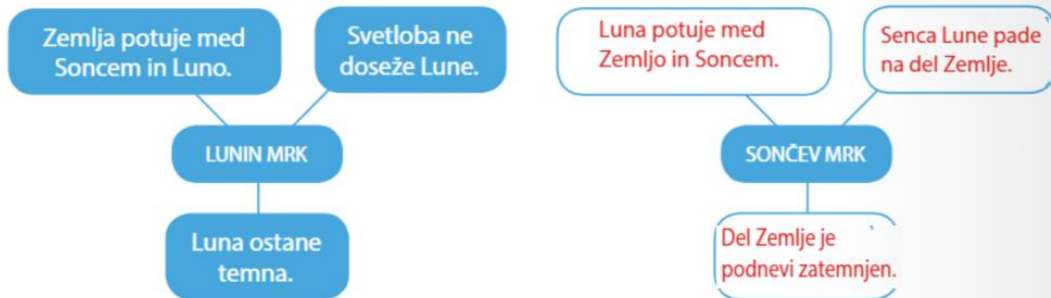 Zemlja potuje med
Soncem in Luno.
Svetloba ne
doseže Lune.
LUNIN MRK
Luna ostane
temna.
Luna potuje med
Zemljo in Soncem.
Senca Lune pade
na del Zemlje.
SONČEV MRK
Del Zemlje je
podnevi zatemnjen.